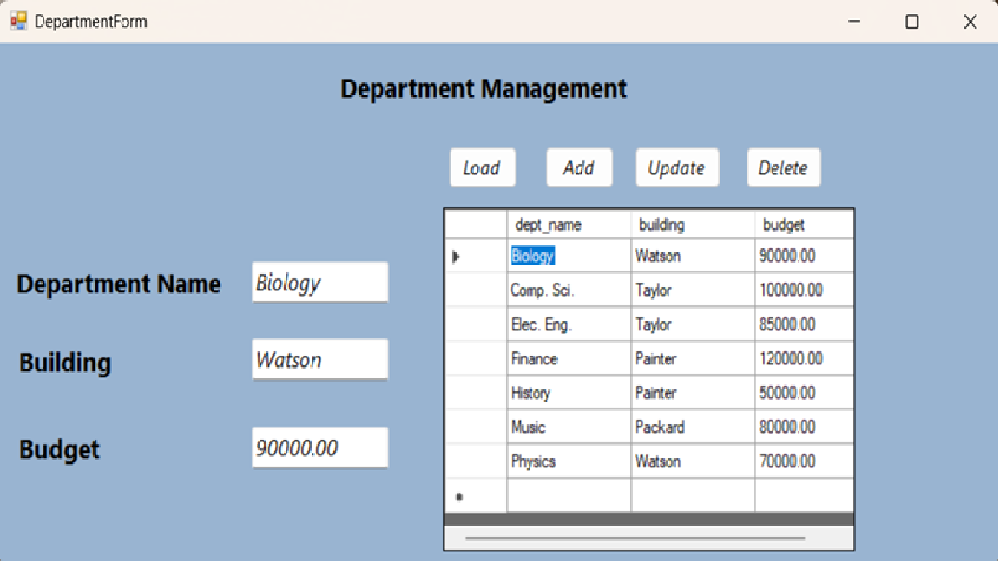 DepartmentForm
Department Management
Load Add Update Delete
dept_name building budget
Biology Watson 90000.00
Comp. Sci. Taylor 100000.00
Elec. Eng. Taylor 85000.00
Finance Painter 120000.00
History Painter 50000.00
Music Packard 80000.00
Physics Watson 70000.00
Department Name Biology
Building Watson
Budget 90000.00